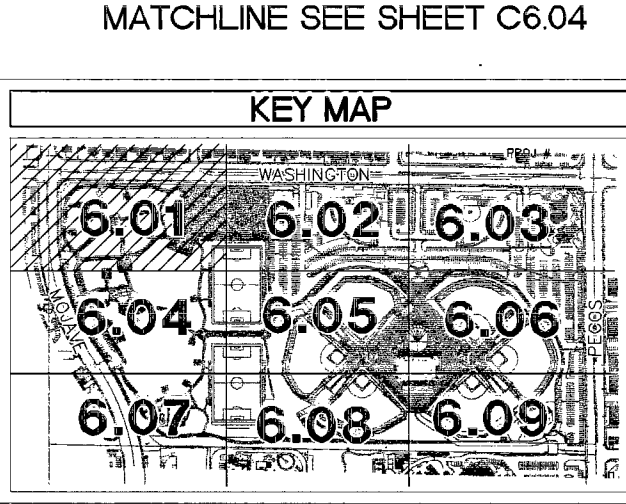 MATCHLINE SEE SHEET C6.04
KEY MAP
PROJ #
WASHINGTON
6.01 6.02 6.03
MOJAVE
6.04 6.05 6.06
PECOS
6.07 6.08 6.09